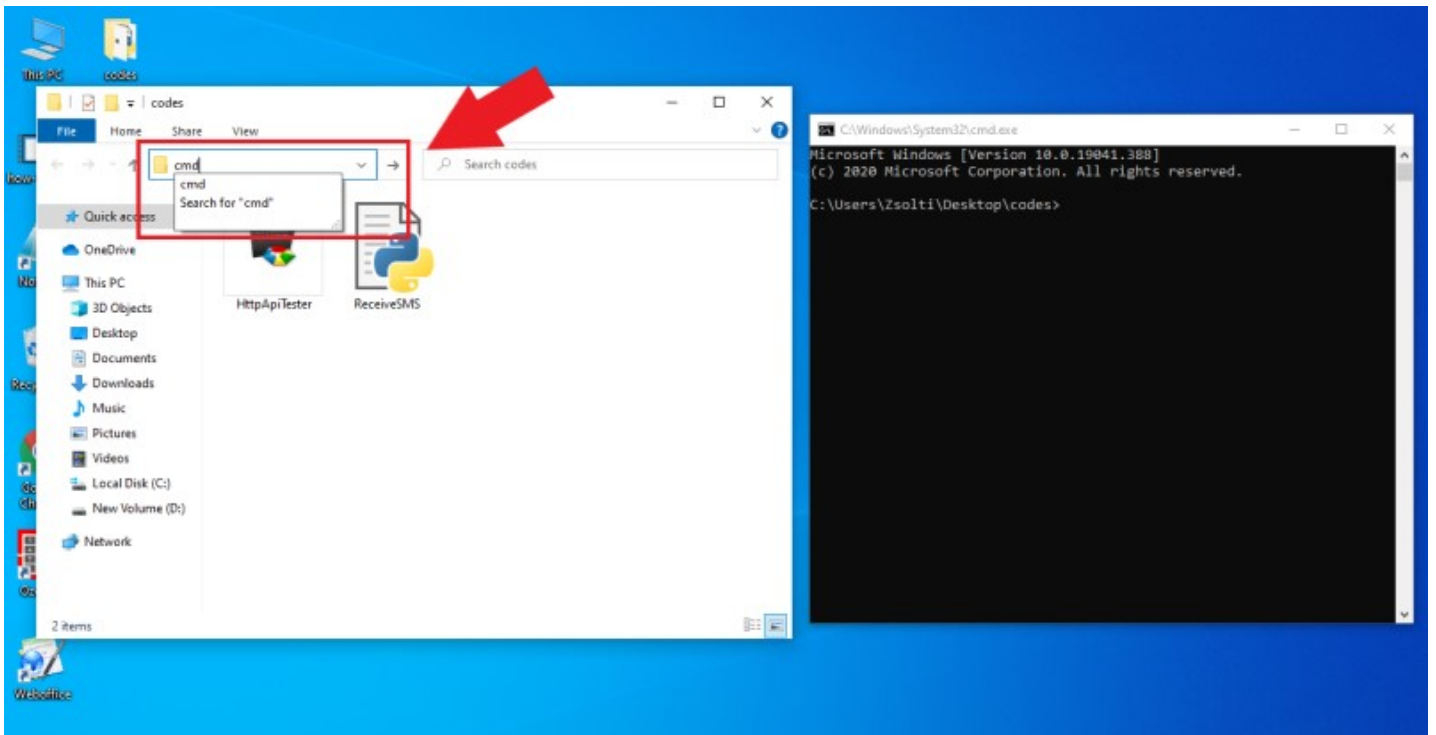 This PC
codes
codes
File
Home
Share
View
cmd
Search codes
cmd
Search for "cmd"
Quick access
OneDrive
This PC
3D Objects
Desktop
Documents
Downloads
Music
Pictures
Videos
Local Disk (C:)
New Volume (D:)
Network
HttpApiTester
ReceiveSMS
2 items
Weboffice
C:\Windows\System32\cmd.exe
Microsoft Windows [Version 10.0.19041.388]
(c) 2020 Microsoft Corporation. All rights reserved.
C:\Users\Zsolti\Desktop\codes>